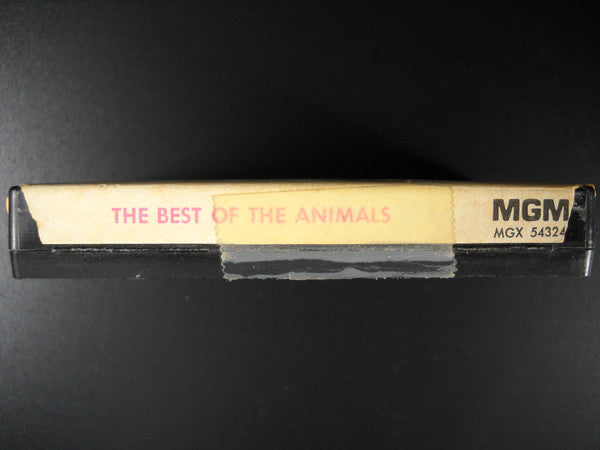 THE BEST OF THE ANIMALS
MGM
MGX 54324